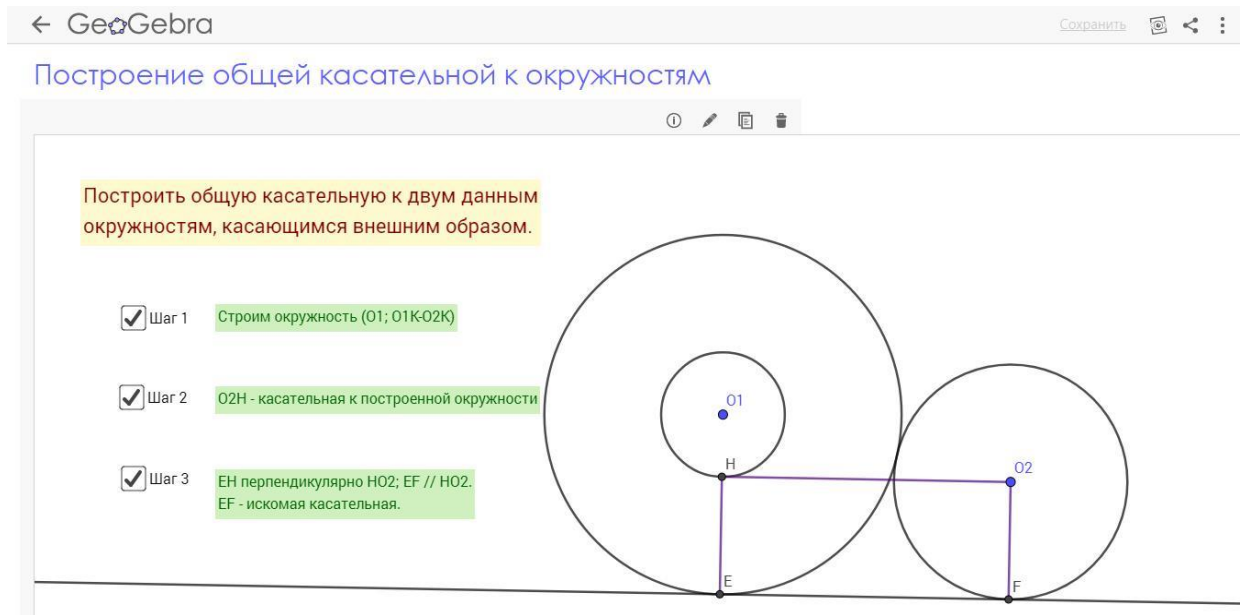 GeoGebra
Сохранить
Построение общей касательной к окружностям
Построить общую касательную к двум данным
окружностям, касающимся внешним образом.
Шаг 1
Строим окружность (O1; O1K-O2K)
Шаг 2
O2H - касательная к построенной окружности
Шаг 3
EH перпендикулярно HO2; EF // HO2.
EF - искомая касательная.
O1
H
O2
E
F